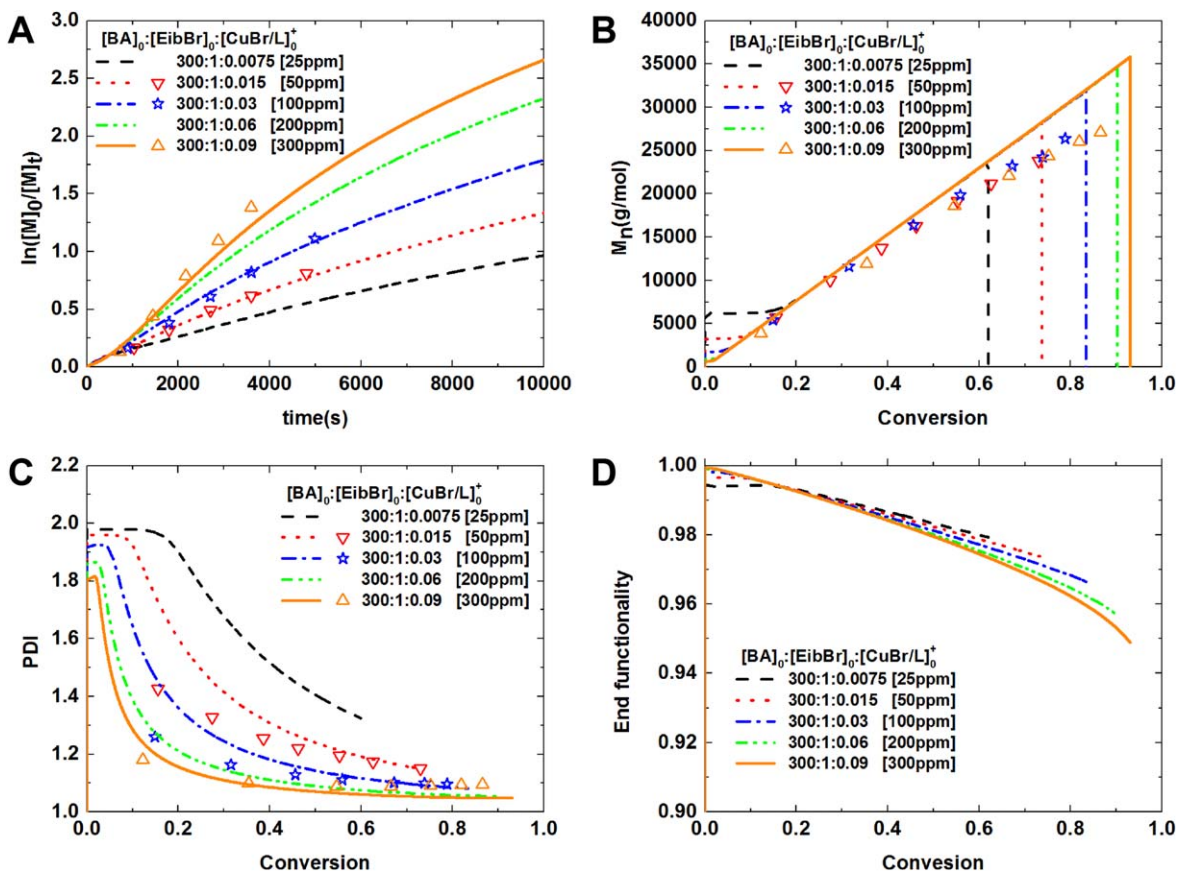 A
[BA]0:[EibBr]0:[CuBr/L]0+
300:1:0.0075 [25ppm]
300:1:0.015 [50ppm]
300:1:0.03 [100ppm]
300:1:0.06 [200ppm]
300:1:0.09 [300ppm]
3.0
2.5
2.0
1.5
1.0
0.5
0.0
ln([M]0/[M]t)
0 2000 4000 6000 8000 10000
time(s)
B
[BA]0:[EibBr]0:[CuBr/L]0+
300:1:0.0075 [25ppm]
300:1:0.015 [50ppm]
300:1:0.03 [100ppm]
300:1:0.06 [200ppm]
300:1:0.09 [300ppm]
40000
35000
30000
25000
20000
15000
10000
5000
0
Mn(g/mol)
0.0 0.2 0.4 0.6 0.8 1.0
Conversion
C
[BA]0:[EibBr]0:[CuBr/L]0+
300:1:0.0075 [25ppm]
300:1:0.015 [50ppm]
300:1:0.03 [100ppm]
300:1:0.06 [200ppm]
300:1:0.09 [300ppm]
2.2
2.0
1.8
1.6
1.4
1.2
1.0
PDI
0.0 0.2 0.4 0.6 0.8 1.0
Conversion
D
1.00
0.98
0.96
0.94
0.92
0.90
End functionality
[BA]0:[EibBr]0:[CuBr/L]0+
300:1:0.0075 [25ppm]
300:1:0.015 [50ppm]
300:1:0.03 [100ppm]
300:1:0.06 [200ppm]
300:1:0.09 [300ppm]
0.0 0.2 0.4 0.6 0.8 1.0
Convesion